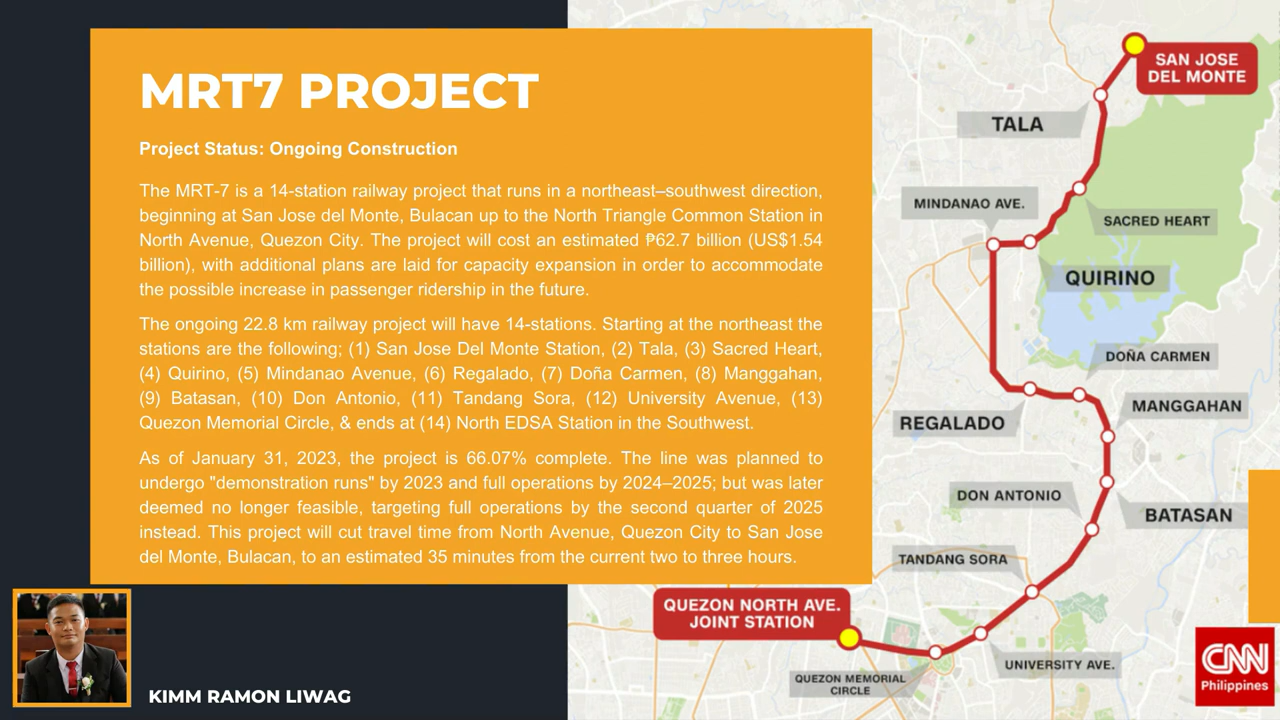 MRT7 PROJECT
Project Status: Ongoing Construction
The MRT-7 is a 14-station railway project that runs in a northeast–southwest direction,
beginning at San Jose del Monte, Bulacan up to the North Triangle Common Station in
North Avenue, Quezon City. The project will cost an estimated ₱62.7 billion (US$1.54
billion), with additional plans are laid for capacity expansion in order to accommodate
the possible increase in passenger ridership in the future.
The ongoing 22.8 km railway project will have 14-stations. Starting at the northeast the
stations are the following; (1) San Jose Del Monte Station, (2) Tala, (3) Sacred Heart,
(4) Quirino, (5) Mindanao Avenue, (6) Regalado, (7) Doña Carmen, (8) Manggahan,
(9) Batasan, (10) Don Antonio, (11) Tandang Sora, (12) University Avenue, (13)
Quezon Memorial Circle, & ends at (14) North EDSA Station in the Southwest.
As of January 31, 2023, the project is 66.07% complete. The line was planned to
undergo "demonstration runs" by 2023 and full operations by 2024–2025; but was later
deemed no longer feasible, targeting full operations by the second quarter of 2025
instead. This project will cut travel time from North Avenue, Quezon City to San Jose
del Monte, Bulacan, to an estimated 35 minutes from the current two to three hours.
KIMM RAMON LIWAG
SAN JOSE
DEL MONTE
TALA
MINDANAO AVE.
SACRED HEART
QUIRINO
DOÑA CARMEN
MANGGAHAN
REGALADO
DON ANTONIO
BATASAN
TANDANG SORA
QUEZON NORTH AVE.
JOINT STATION
UNIVERSITY AVE.
QUEZON MEMORIAL
CIRCLE
CNN
Philippines